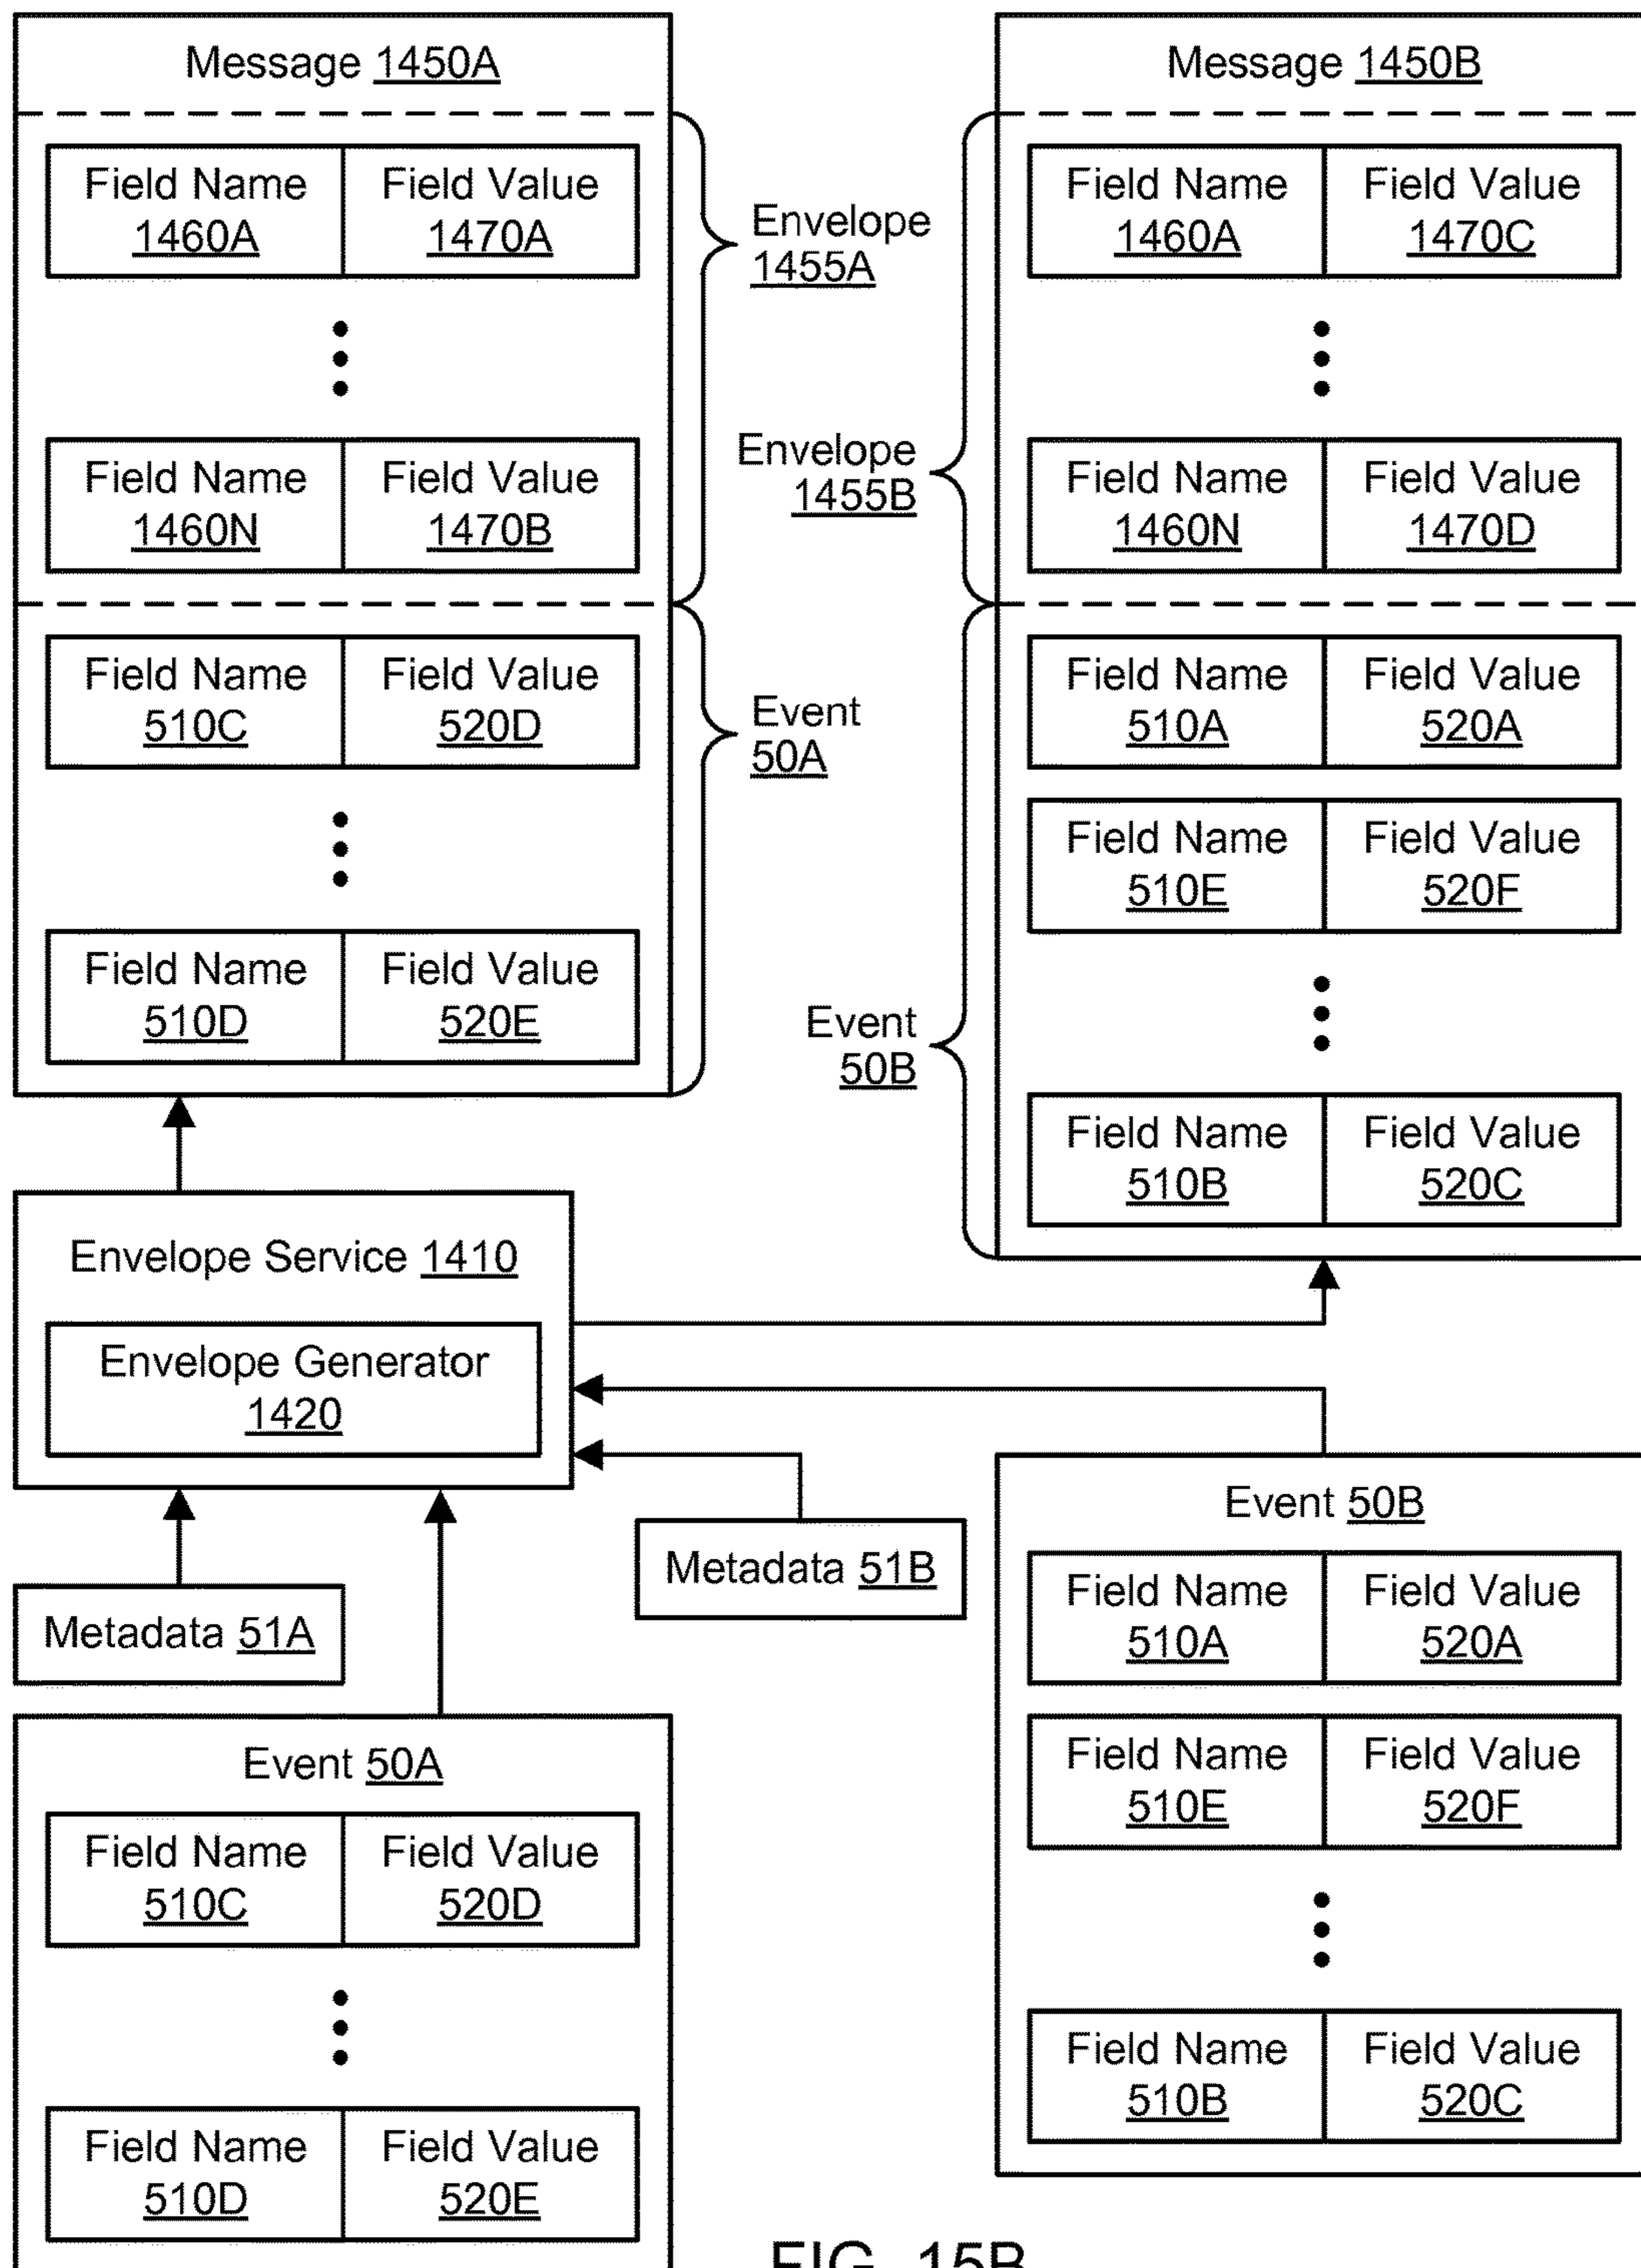 Message 1450A
Field Name Field Value
1460A 1470A
Field Name Field Value
1460N 1470B
Field Name Field Value
510C 520D
Field Name Field Value
510D 520E
Envelope
1455A
Event
50A
Message 1450B
Field Name Field Value
1460A 1470C
Field Name Field Value
1460N 1470D
Field Name Field Value
510A 520A
Field Name Field Value
510E 520F
Field Name Field Value
510B 520C
Envelope
1455B
Event
50B
Envelope Service 1410
Envelope Generator
1420
Metadata 51A
Metadata 51B
Event 50A
Field Name Field Value
510C 520D
Field Name Field Value
510D 520E
Event 50B
Field Name Field Value
510A 520A
Field Name Field Value
510E 520F
Field Name Field Value
510B 520C
FIG. 15B